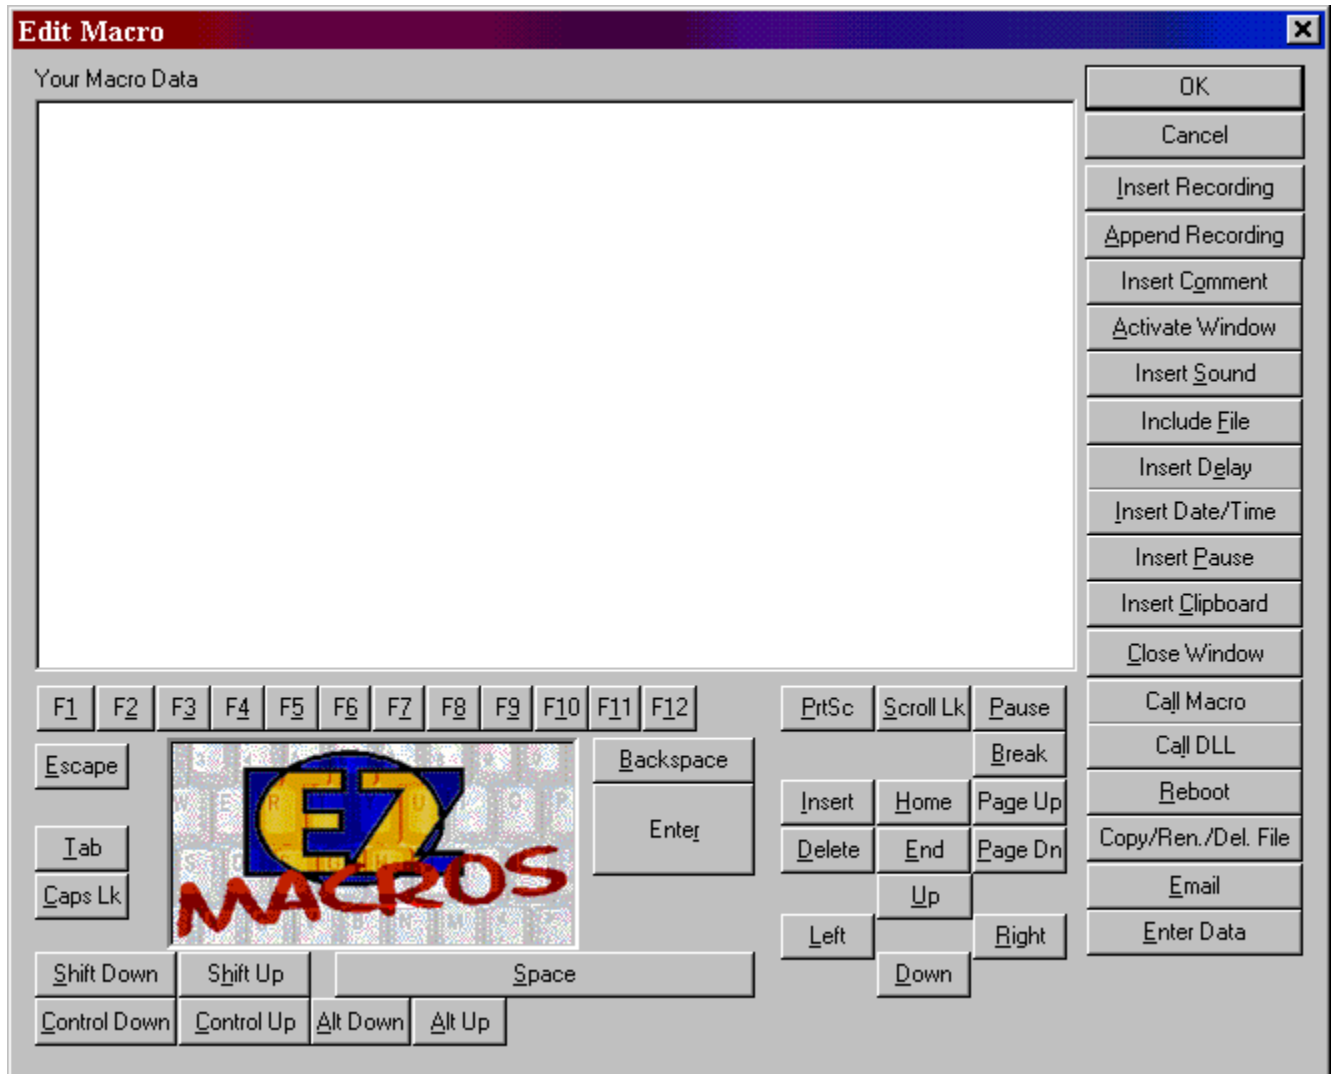 Edit Macro
Your Macro Data
OK
Cancel
Insert Recording
Append Recording
Insert Comment
Activate Window
Insert Sound
Include File
Insert Delay
Insert Date/Time
Insert Pause
Insert Clipboard
Close Window
Call Macro
Call DLL
Reboot
Copy/Ren./Del. File
Email
Enter Data
F1 F2 F3 F4 F5 F6 F7 F8 F9 F10 F11 F12
PrtSc Scroll Lk Pause
Break
Escape
Backspace
Enter
Insert Home Page Up
Delete End Page Dn
Tab
Caps Lk
EZ
MACROS
Up
Left Right
Down
Shift Down Shift Up Space
Control Down Control Up Alt Down Alt Up